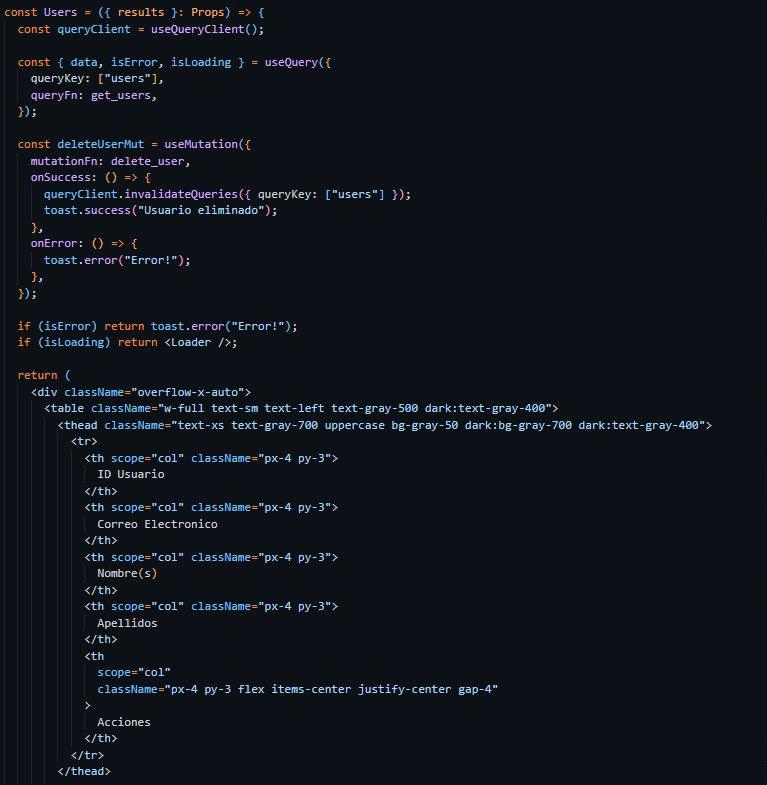 const Users = ({ results }: Props) => {
const queryClient = useQueryClient();
const { data, isError, isLoading } = useQuery({
queryKey: ["users"],
queryFn: get_users,
});
const deleteUserMut = useMutation({
mutationFn: delete_user,
onSuccess: () => {
queryClient.invalidateQueries({ queryKey: ["users"] });
toast.success("Usuario eliminado");
},
onError: () => {
toast.error("Error!");
},
});
if (isError) return toast.error("Error!");
if (isLoading) return <Loader />;
return (
<div className="overflow-x-auto">
<table className="w-full text-sm text-left text-gray-500 dark:text-gray-400">
<thead className="text-xs text-gray-700 uppercase bg-gray-50 dark:bg-gray-700 dark:text-gray-400">
<tr>
<th scope="col" className="px-4 py-3">
ID Usuario
</th>
<th scope="col" className="px-4 py-3">
Correo Electronico
</th>
<th scope="col" className="px-4 py-3">
Nombre(s)
</th>
<th scope="col" className="px-4 py-3">
Apellidos
</th>
<th
scope="col"
className="px-4 py-3 flex items-center justify-center gap-4"
>
Acciones
</th>
</tr>
</thead>